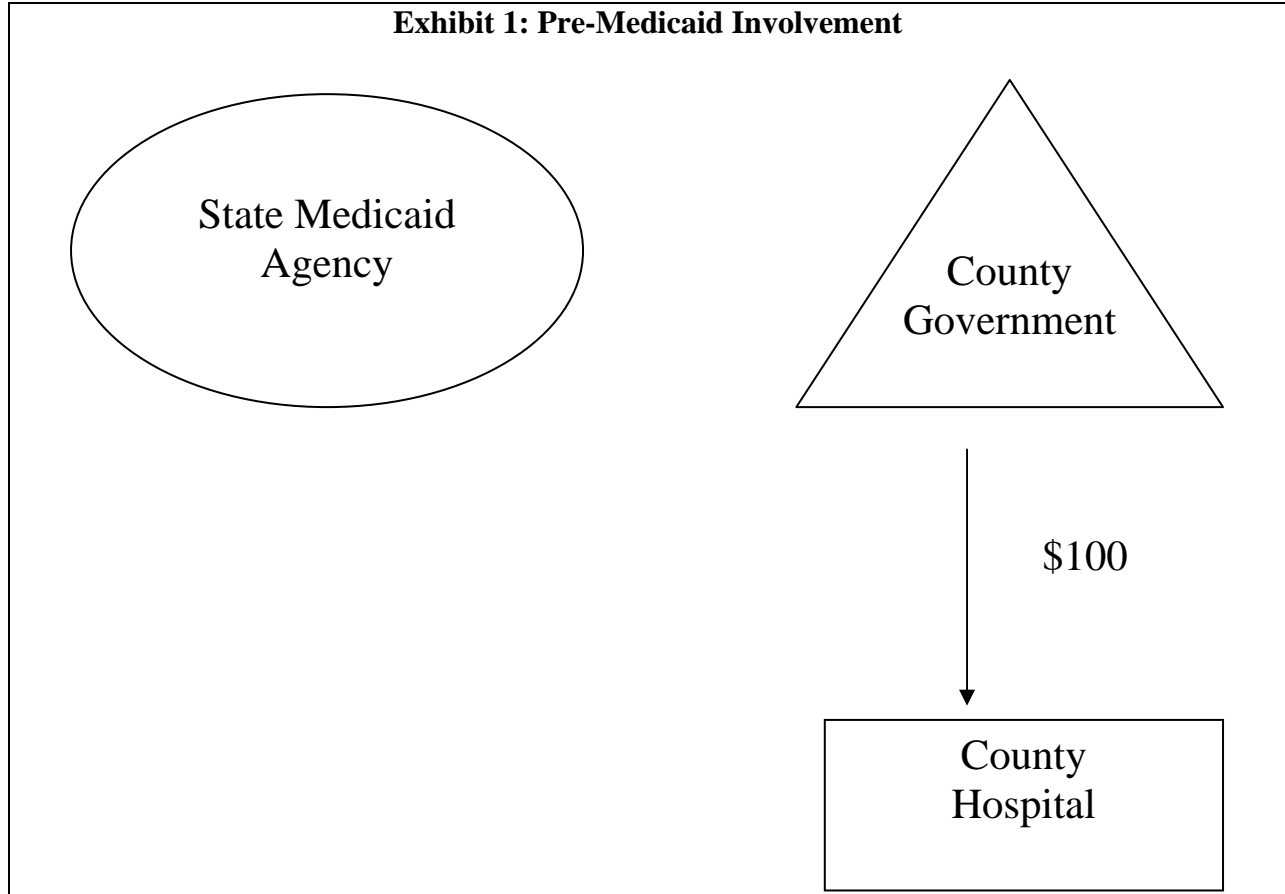 Exhibit 1: Pre-Medicaid Involvement
State Medicaid
Agency
County
Government
$100
County
Hospital